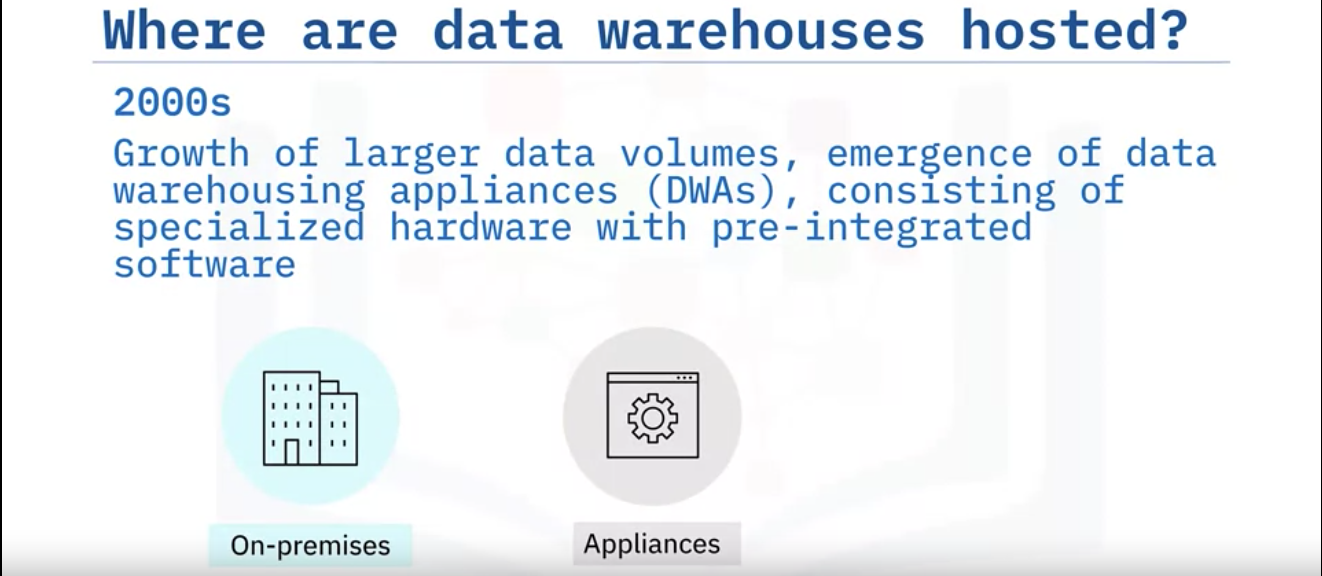 Where are data warehouses hosted?
2000s
Growth of larger data volumes, emergence of data
warehousing appliances (DWAs), consisting of
specialized hardware with pre-integrated
software
On-premises
Appliances